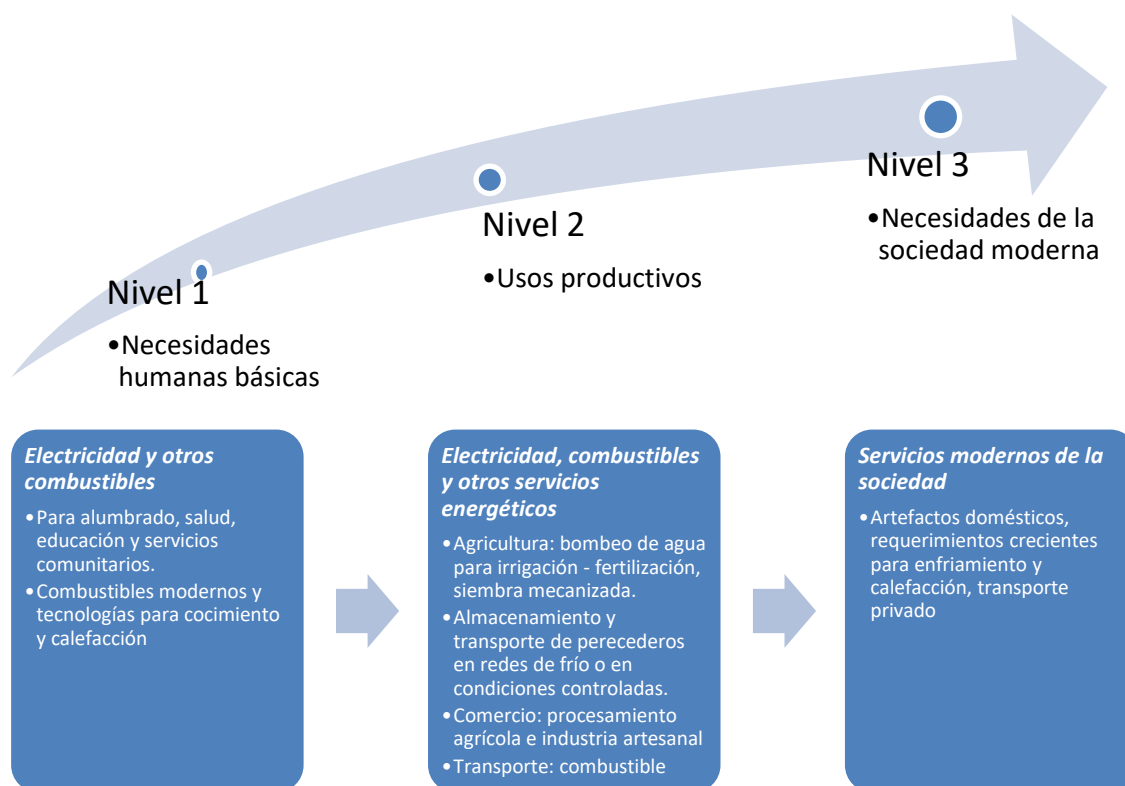 Nivel 1
•Necesidades
humanas básicas
Nivel 2
•Usos productivos
Nivel 3
•Necesidades de la
sociedad moderna
Electricidad y otros
combustibles
•Para alumbrado, salud,
educación y servicios
comunitarios.
•Combustibles modernos y
tecnologías para cocimiento
y calefacción
Electricidad, combustibles
y otros servicios
energéticos
•Agricultura: bombeo de agua
para irrigación - fertilización,
siembra mecanizada.
•Almacenamiento y
transporte de perecederos
en redes de frío o en
condiciones controladas.
•Comercio: procesamiento
agrícola e industria artesanal
•Transporte: combustible
Servicios modernos de la
sociedad
•Artefactos domésticos,
requerimientos crecientes
para enfriamiento y
calefacción, transporte
privado